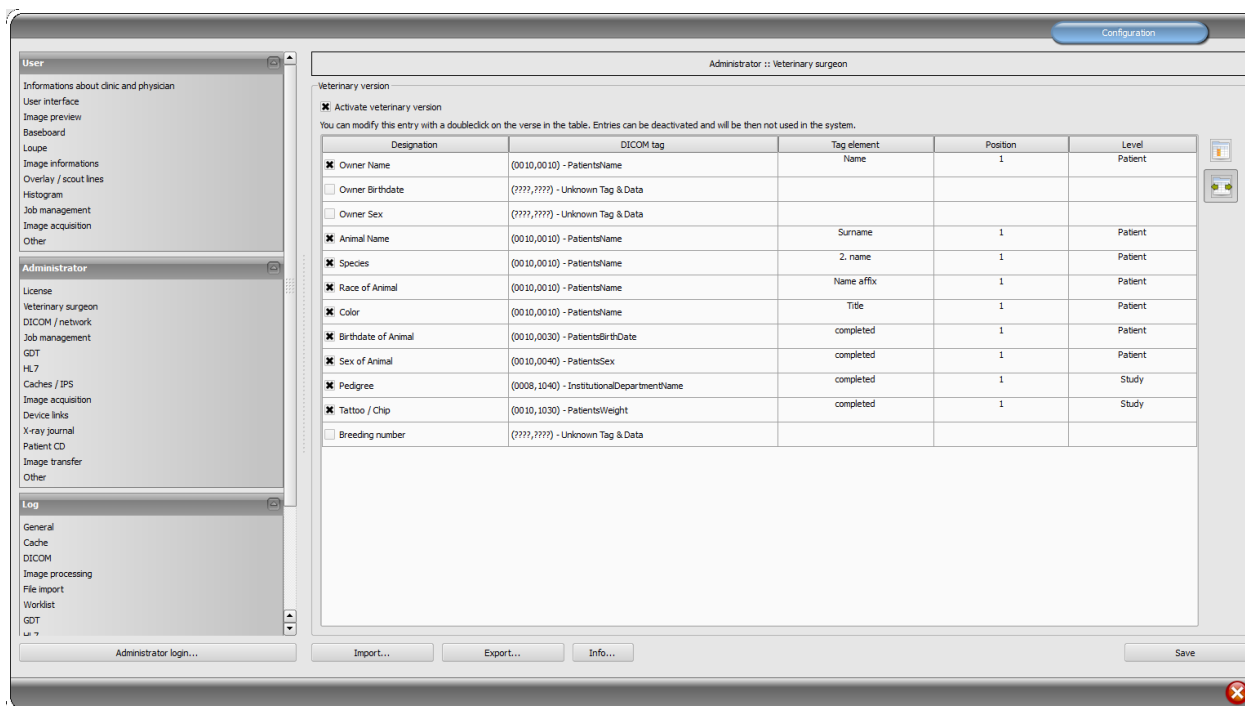 Configuration
User
Informations about clinic and physician
User interface
Image preview
Baseboard
Loupe
Image informations
Overlay / scout lines
Histogram
Job management
Image acquisition
Other
Administrator
License
Veterinary surgeon
DICOM / network
Job management
GDT
HL7
Caches / IPS
Image acquisition
Device links
X-ray journal
Patient CD
Image transfer
Other
Log
General
Cache
DICOM
Image processing
File import
Worklist
GDT
HL7
Administrator login...
Administrator :: Veterinary surgeon
Veterinary version
Activate veterinary version
You can modify this entry with a doubleclick on the verse in the table. Entries can be deactivated and will be then not used in the system.
Designation DICOM tag Tag element Position Level
Owner Name (0010,0010) - PatientsName Name 1 Patient
Owner Birthdate (????,????) - Unknown Tag & Data
Owner Sex (????,????) - Unknown Tag & Data
Animal Name (0010,0010) - PatientsName Surname 1 Patient
Species (0010,0010) - PatientsName 2. name 1 Patient
Race of Animal (0010,0010) - PatientsName Name affix 1 Patient
Color (0010,0010) - PatientsName Title 1 Patient
Birthdate of Animal (0010,0030) - PatientsBirthDate completed 1 Patient
Sex of Animal (0010,0040) - PatientsSex completed 1 Patient
Pedigree (0008,1040) - InstitutionalDepartmentName completed 1 Study
Tattoo / Chip (0010,1030) - PatientsWeight completed 1 Study
Breeding number (????,????) - Unknown Tag & Data
Import... Export... Info... Save